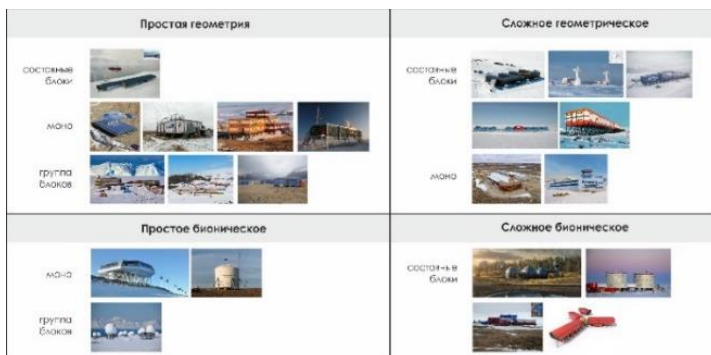 Простая геометрия
составные
блоки
моно
группа
блоков
Сложное геометрическое
составные
блоки
моно
Простое бионическое
моно
группа
блоков
Сложное бионическое
составные
блоки